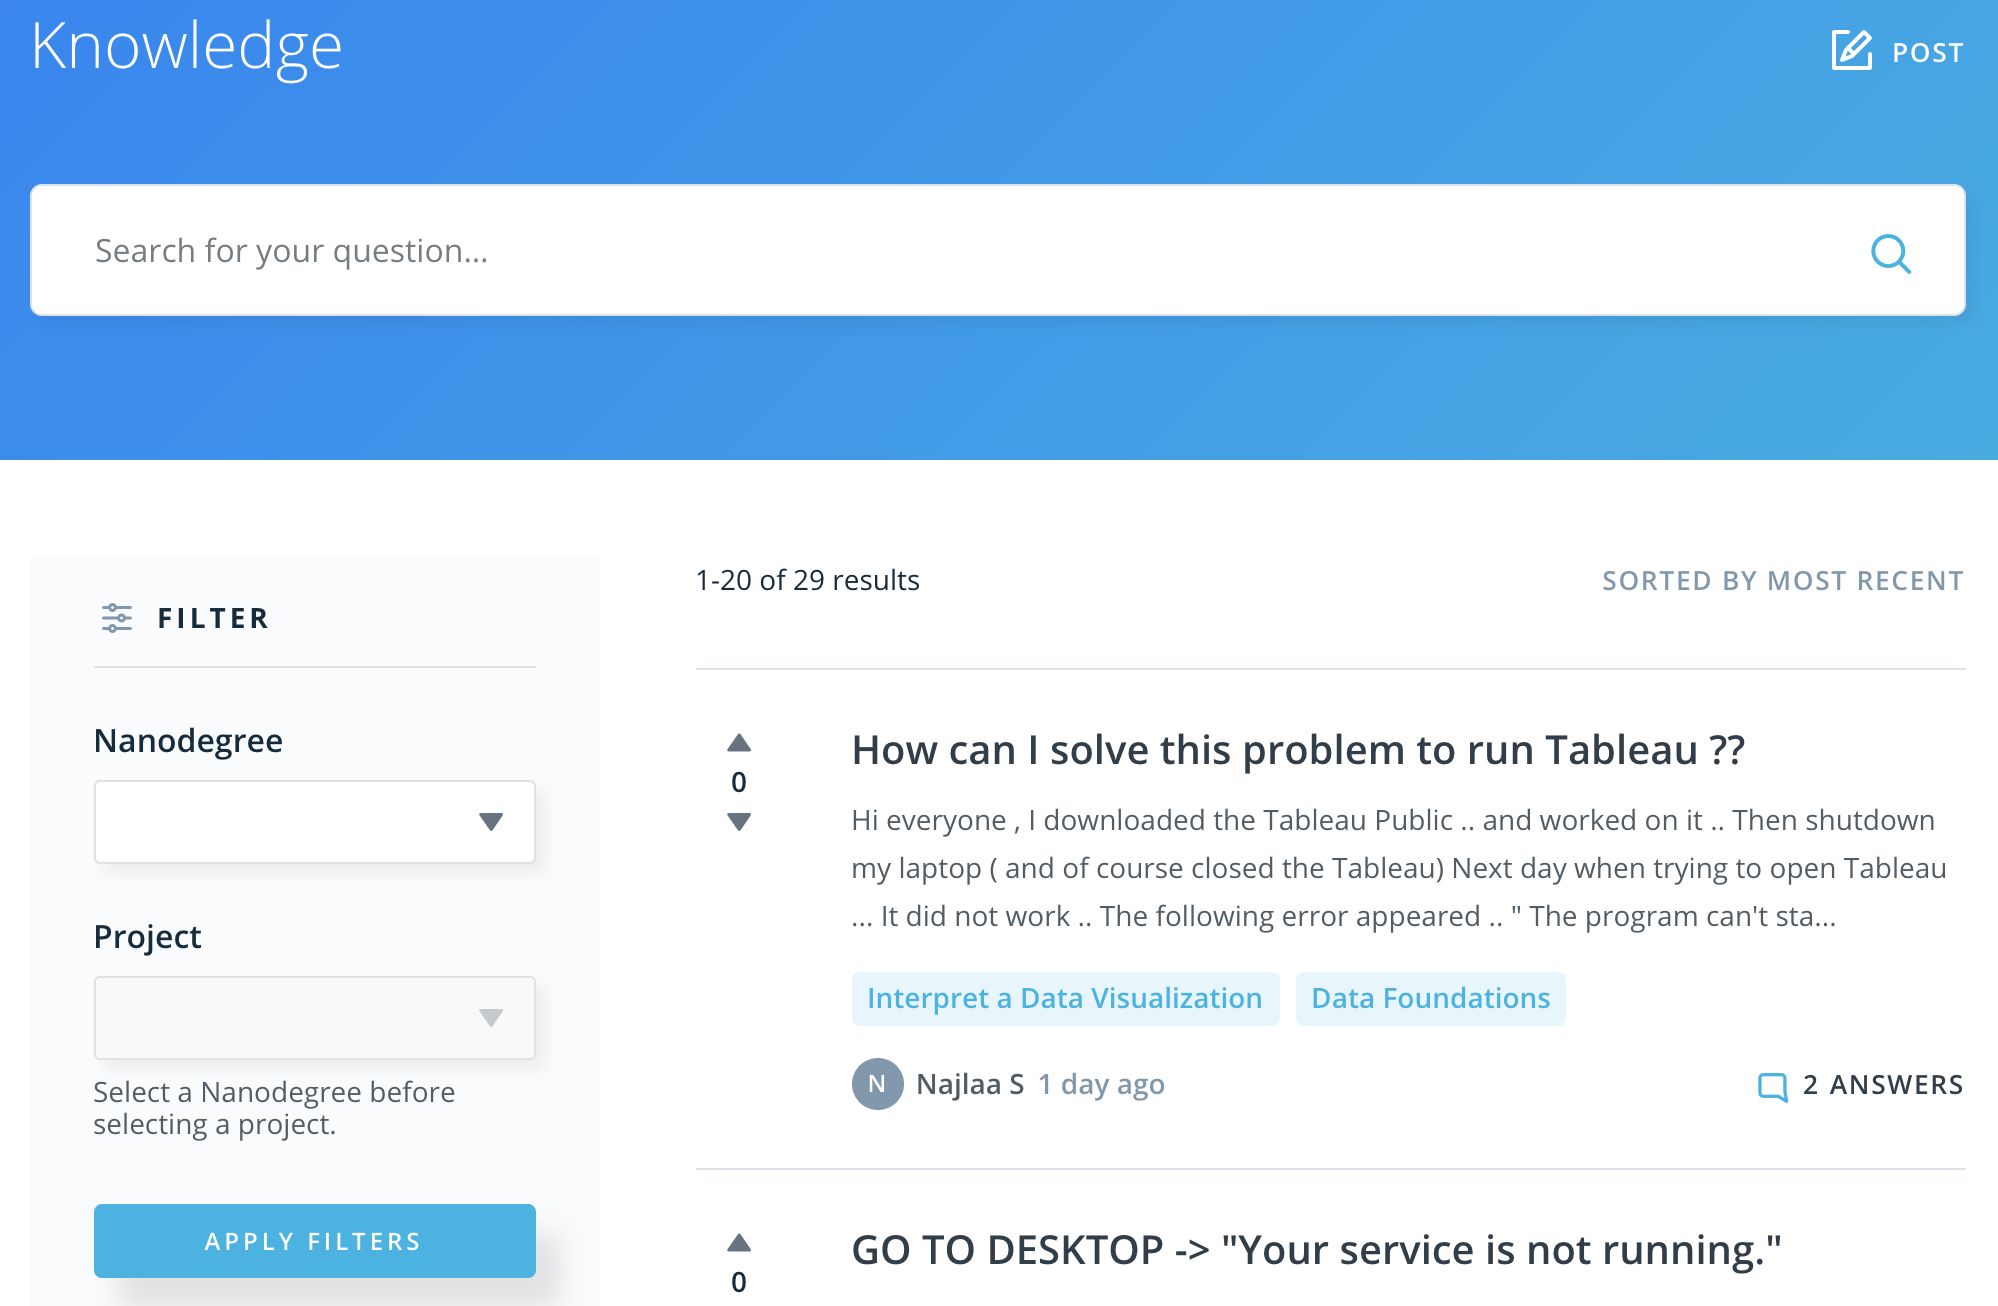 Knowledge
POST
Search for your question...
FILTER
Nanodegree
Project
Select a Nanodegree before
selecting a project.
APPLY FILTERS
1-20 of 29 results
SORTED BY MOST RECENT
0
How can I solve this problem to run Tableau ??
Hi everyone , I downloaded the Tableau Public .. and worked on it .. Then shutdown
my laptop ( and of course closed the Tableau) Next day when trying to open Tableau
... It did not work .. The following error appeared .. " The program can't sta...
Interpret a Data Visualization
Data Foundations
N
Najlaa S 1 day ago
2 ANSWERS
0
GO TO DESKTOP -> "Your service is not running."